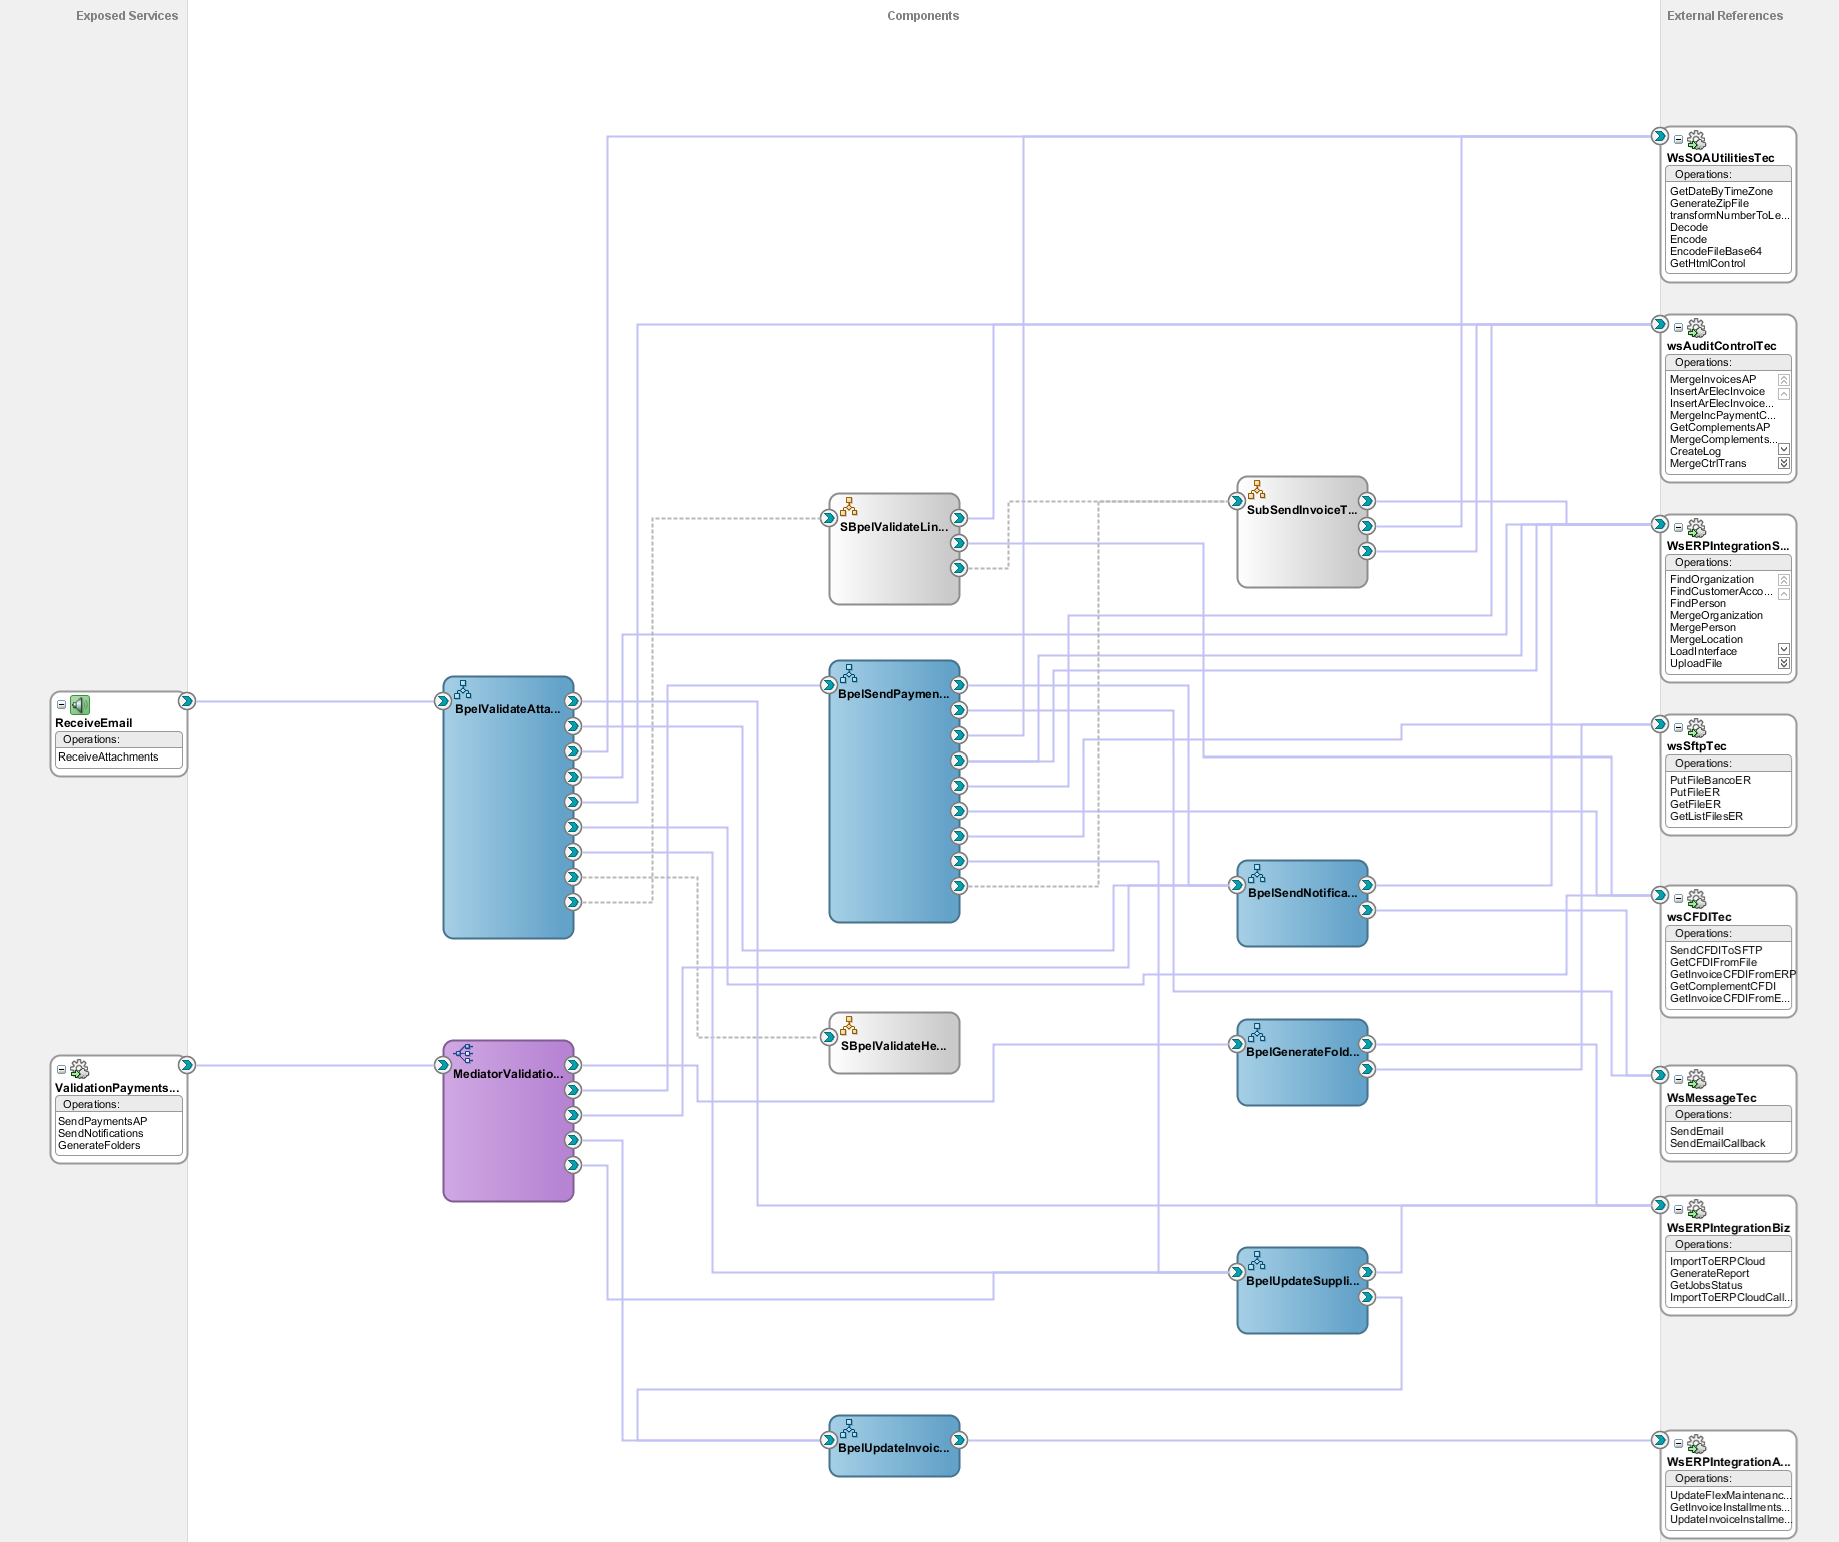 Exposed Services
Components
External References
WsSOAUtilitiesTec
Operations:
GetDateByTimeZone
GenerateZipFile
transformNumberToLe...
Decode
Encode
EncodeFileBase64
GetHtmlControl
wsAuditControlTec
Operations:
MergeInvoicesAP
InsertArElecInvoice
InsertArElecInvoice...
MergeIncPaymentC...
GetComplementsAP
MergeComplements...
CreateLog
MergeCtrlTrans
SBpelValidateLin...
SubSendInvoiceT...
WsERPIntegrationS...
Operations:
FindOrganization
FindCustomerAcco...
FindPerson
MergeOrganization
MergePerson
MergeLocation
LoadInterface
UploadFile
ReceiveEmail
Operations:
ReceiveAttachments
BpelValidateAtta...
BpelSendPaymen...
wsSftpTec
Operations:
PutFileBancoER
PutFileER
GetFileER
GetListFilesER
BpelSendNotifica...
wsCFDITec
Operations:
SendCFDIToSFTP
GetCFDIFromFile
GetInvoiceCFDIFromERP
GetComplementCFDI
GetInvoiceCFDIFromE...
ValidationPayments...
Operations:
SendPaymentsAP
SendNotifications
GenerateFolders
MediatorValidatio...
SBpelValidateHe...
BpelGenerateFold...
WsMessageTec
Operations:
SendEmail
SendEmailCallback
WsERPIntegrationBiz
Operations:
ImportToERPCloud
GenerateReport
GetJobsStatus
ImportToERPCloudCall...
BpelUpdateSuppli...
BpelUpdateInvoic...
WsERPIntegrationA...
Operations:
UpdateFlexMaintenanc...
GetInvoiceInstallments...
UpdateInvoiceInstallme...